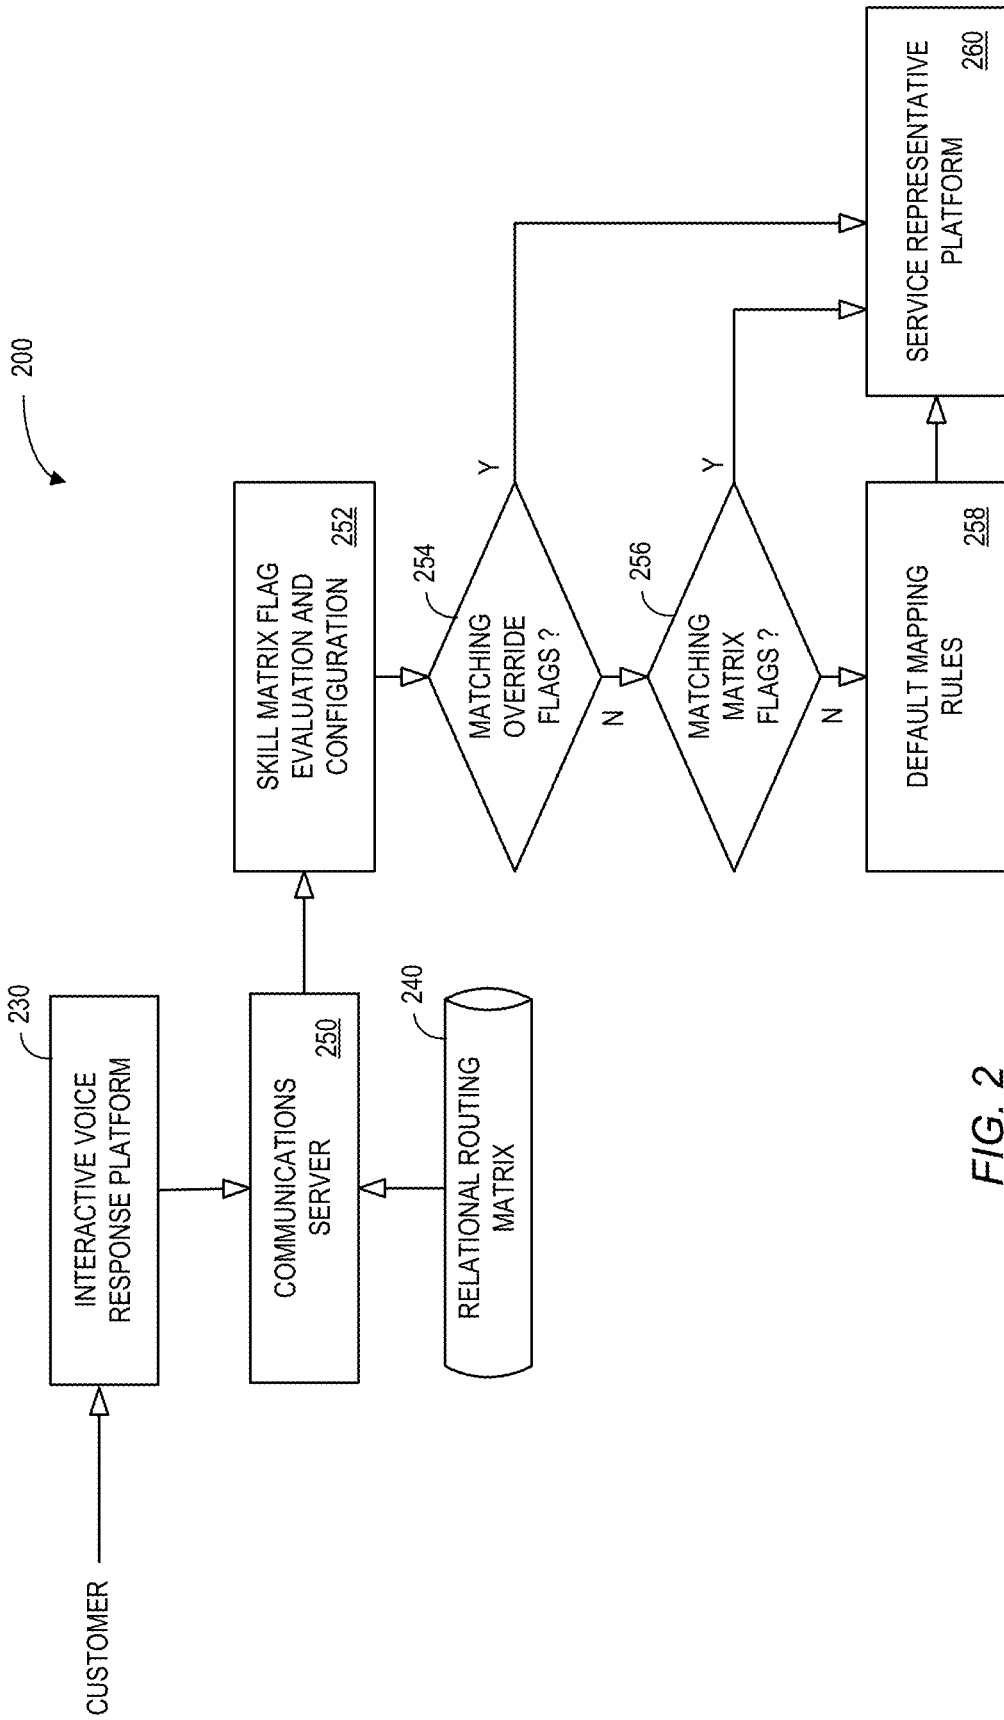 200
CUSTOMER
INTERACTIVE VOICE
RESPONSE PLATFORM
230
COMMUNICATIONS
SERVER
250
RELATIONAL ROUTING
MATRIX
240
SKILL MATRIX FLAG
EVALUATION AND
CONFIGURATION
252
MATCHING
OVERRIDE
FLAGS ?
254
Y
N
MATCHING
MATRIX
FLAGS ?
256
Y
N
DEFAULT MAPPING
RULES
258
SERVICE REPRESENTATIVE
PLATFORM
260
FIG. 2